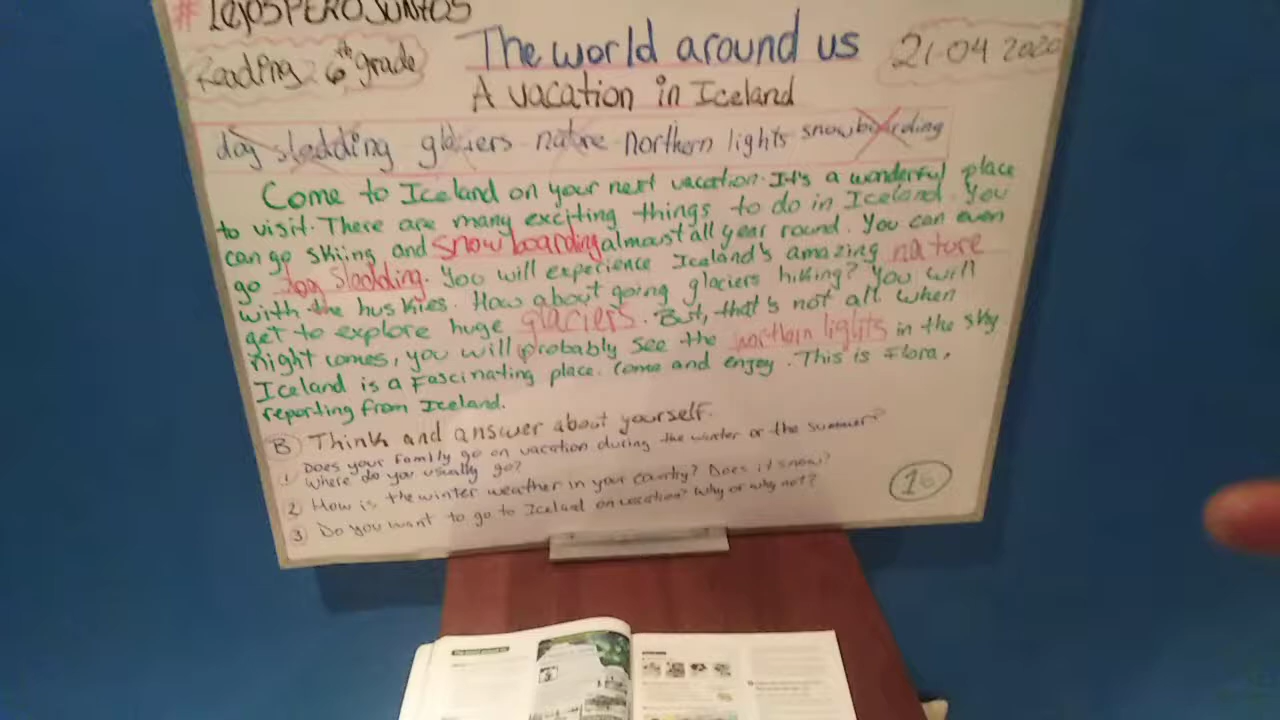 #lejosPEROJUNTOS
Reading 6th grade
The world around us
21 04 2020
A vacation in Iceland
dog sledding glaciers nature northern lights snowboarding
Come to Iceland on your next vacation. It's a wonderful place
to visit. There are many exciting things to do in Iceland. You
can go skiing and snowboarding almoust all year round. You can even
go dog sledding. You will experience Iceland's amazing nature
with the huskies. How about going glaciers hiking? You will
get to explore huge glaciers. But, that's not all when
night comes, you will probably see the northern lights in the sky
Iceland is a Fascinating place. Come and enjoy. This is Flora,
reporting from Iceland.
B) Think and answer about yourself.
1) Does your family go on vacation during the winter or the summer?
Where do you usually go?
2) How is the winter weather in your country? Does it snow?
3) Do you want to go to Iceland on vacation? Why or why not?